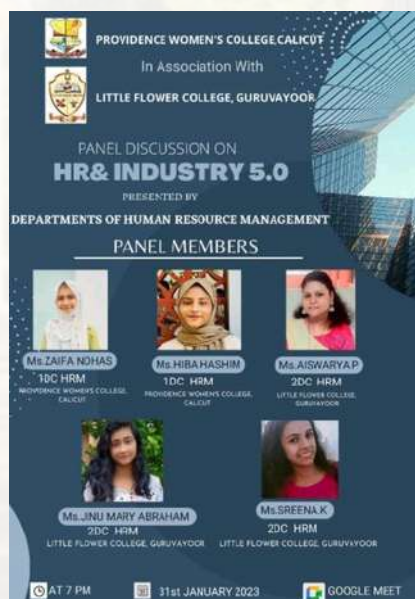 PROVIDENCE WOMEN'S COLLEGE,CALICUT
In Association With
LITTLE FLOWER COLLEGE, GURUVAYOOR
PANEL DISCUSSION ON
HR& INDUSTRY 5.0
PRESENTED BY
DEPARTMENTS OF HUMAN RESOURCE MANAGEMENT
PANEL MEMBERS
Ms.ZAIFA NOHAS
1DC HRM
PROVIDENCE WOMEN'S COLLEGE,
CALICUT
Ms.HIBA HASHIM
1DC HRM
PROVIDENCE WOMEN'S COLLEGE,
CALICUT
Ms.AISWARYA P
2DC HRM
LITTLE FLOWER COLLEGE,
GURUVAYOOR
Ms.JINU MARY ABRAHAM
2DC HRM
LITTLE FLOWER COLLEGE, GURUVAYOOR
Ms.SREENA.K
2DC HRM
LITTLE FLOWER COLLEGE, GURUVAYOOR
AT 7 PM
31st JANUARY 2023
GOOGLE MEET